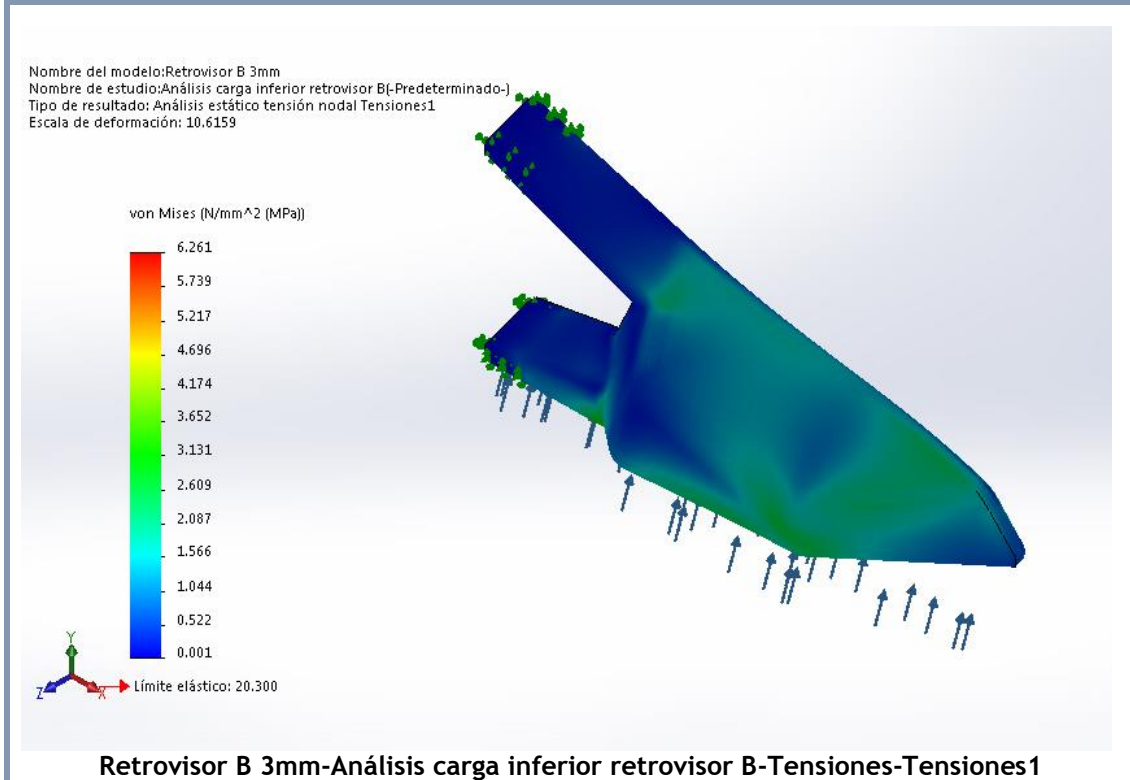 Nombre del modelo:Retrovisor B 3mm
Nombre de estudio:Análisis carga inferior retrovisor B(-Predeterminado-)
Tipo de resultado: Análisis estático tensión nodal Tensiones1
Escala de deformación: 10.6159
von Mises (N/mm^2 (MPa))
6.261
5.739
5.217
4.696
4.174
3.652
3.131
2.609
2.087
1.566
1.044
0.522
0.001
Y
Z
X
Límite elástico: 20.300
Retrovisor B 3mm-Análisis carga inferior retrovisor B-Tensiones-Tensiones1